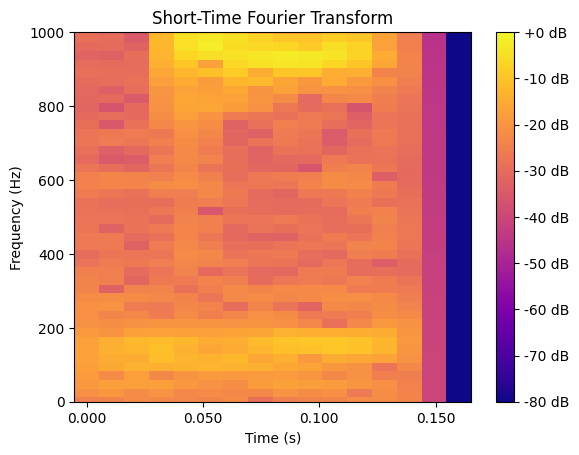 Short-Time Fourier Transform
Frequency (Hz)
1000
800
600
400
200
0
0.000
0.050
0.100
0.150
Time (s)
+0 dB
-10 dB
-20 dB
-30 dB
-40 dB
-50 dB
-60 dB
-70 dB
-80 dB